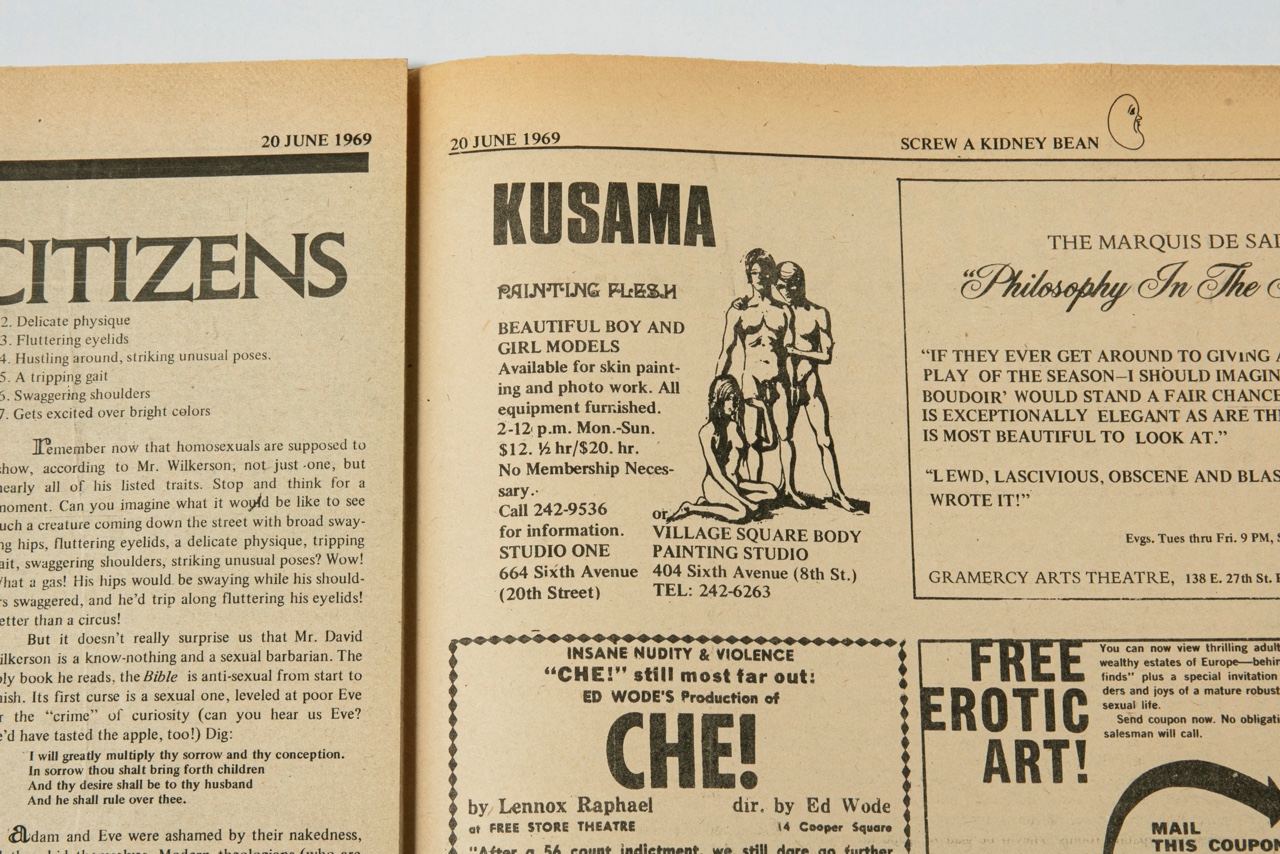 20 JUNE 1969
CITIZENS
2. Delicate physique
3. Fluttering eyelids
4. Hustling around, striking unusual poses.
5. A tripping gait
6. Swaggering shoulders
7. Gets excited over bright colors
Remember now that homosexuals are supposed to
show, according to Mr. Wilkerson, not just one, but
nearly all of his listed traits. Stop and think for a
moment. Can you imagine what it would be like to see
such a creature coming down the street with broad sway-
ng hips, fluttering eyelids, a delicate physique, tripping
ait, swaggering shoulders, striking unusual poses? Wow!
What a gas! His hips would be swaying while his should-
rs swaggered, and he'd trip along fluttering his eyelids!
etter than a circus!
But it doesn't really surprise us that Mr. David
ilkerson is a know-nothing and a sexual barbarian. The
ly book he reads, the Bible is anti-sexual from start to
nish. Its first curse is a sexual one, leveled at poor Eve
r the "crime" of curiosity (can you hear us Eve?
e'd have tasted the apple, too!) Dig:
I will greatly multiply thy sorrow and thy conception.
In sorrow thou shalt bring forth children
And thy desire shall be to thy husband
And he shall rule over thee.
Adam and Eve were ashamed by their nakedness,
20 JUNE 1969
SCREW A KIDNEY BEAN
KUSAMA
PAINTING FLESH
BEAUTIFUL BOY AND
GIRL MODELS
Available for skin paint-
ing and photo work. All
equipment furnished.
2-12 p.m. Mon.-Sun.
$12. ½ hr/$20. hr.
No Membership Neces-
sary.
Call 242-9536
for information.
STUDIO ONE
664 Sixth Avenue
(20th Street)
or
VILLAGE SQUARE BODY
PAINTING STUDIO
404 Sixth Avenue (8th St.)
TEL: 242-6263
THE MARQUIS DE SA
"Philosophy In The
"IF THEY EVER GET AROUND TO GIVING A
PLAY OF THE SEASON—I SHOULD IMAGIN
BOUDOIR' WOULD STAND A FAIR CHANCE
IS EXCEPTIONALLY ELEGANT AS ARE THE
IS MOST BEAUTIFUL TO LOOK AT."
"LEWD, LASCIVIOUS, OBSCENE AND BLAS
WROTE IT!"
Evgs. Tues thru Fri. 9 PM,
GRAMERCY ARTS THEATRE, 138 E. 27th St.
INSANE NUDITY & VIOLENCE
"CHE!" still most far out:
ED WODE'S Production of
CHE!
by Lennox Raphael dir. by Ed Wode
at FREE STORE THEATRE 14 Cooper Square
"After a 56 count indictment, we still dare go further
FREE
EROTIC
ART!
You can now view thrilling adult
wealthy estates of Europe—behin
finds" plus a special invitation
ders and joys of a mature robust
sexual life.
Send coupon now. No obligati
salesman will call.
MAIL
THIS COUPON